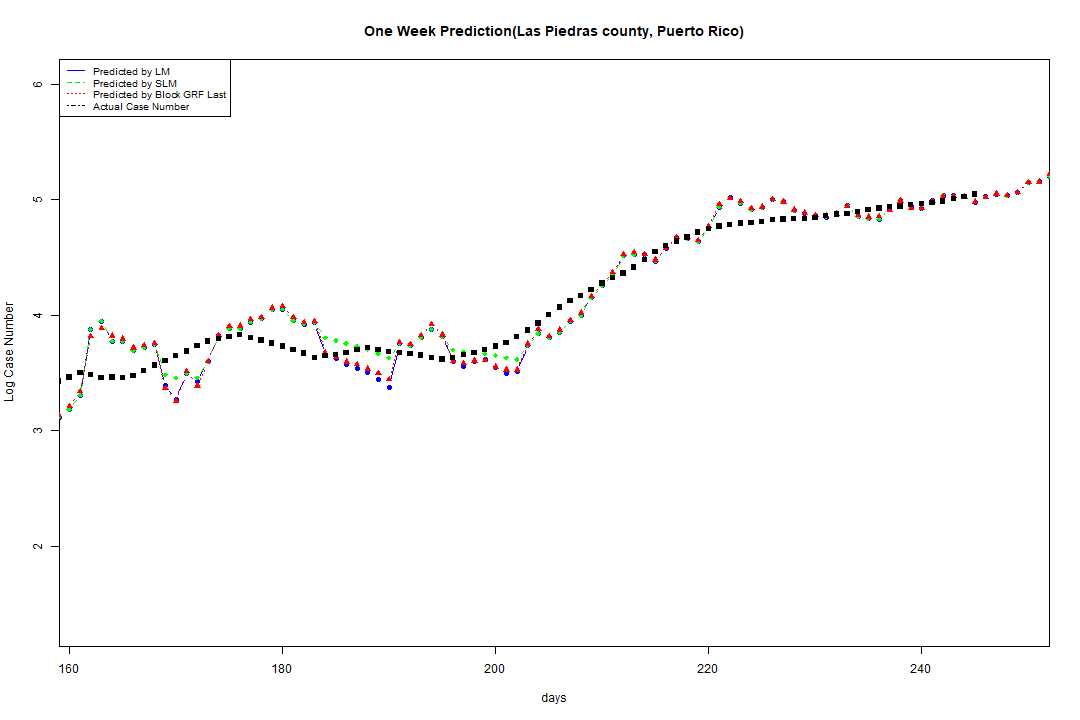 One Week Prediction(Las Piedras county, Puerto Rico)
Predicted by LM
Predicted by SLM
Predicted by Block GRF Last
Actual Case Number
6
5
4
3
2
Log Case Number
160 180 200 220 240
days